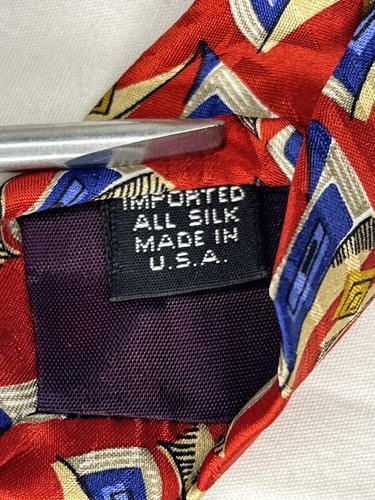 IMPORTED
ALL SILK
MADE IN
U.S.A.